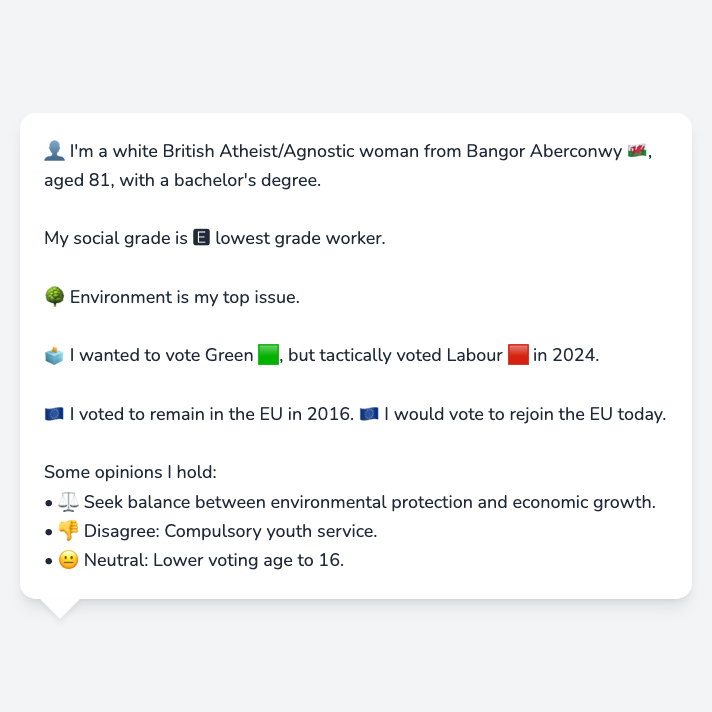 👤 I'm a white British Atheist/Agnostic woman from Bangor Aberconwy 🏴󠁧󠁢󠁷󠁬󠁳󠁿,
aged 81, with a bachelor's degree.
My social grade is 🅴 lowest grade worker.
🌳 Environment is my top issue.
🗳️ I wanted to vote Green 🟩, but tactically voted Labour 🟥 in 2024.
🇪🇺 I voted to remain in the EU in 2016. 🇪🇺 I would vote to rejoin the EU today.
Some opinions I hold:
• ⚖️ Seek balance between environmental protection and economic growth.
• 👎 Disagree: Compulsory youth service.
• 😐 Neutral: Lower voting age to 16.